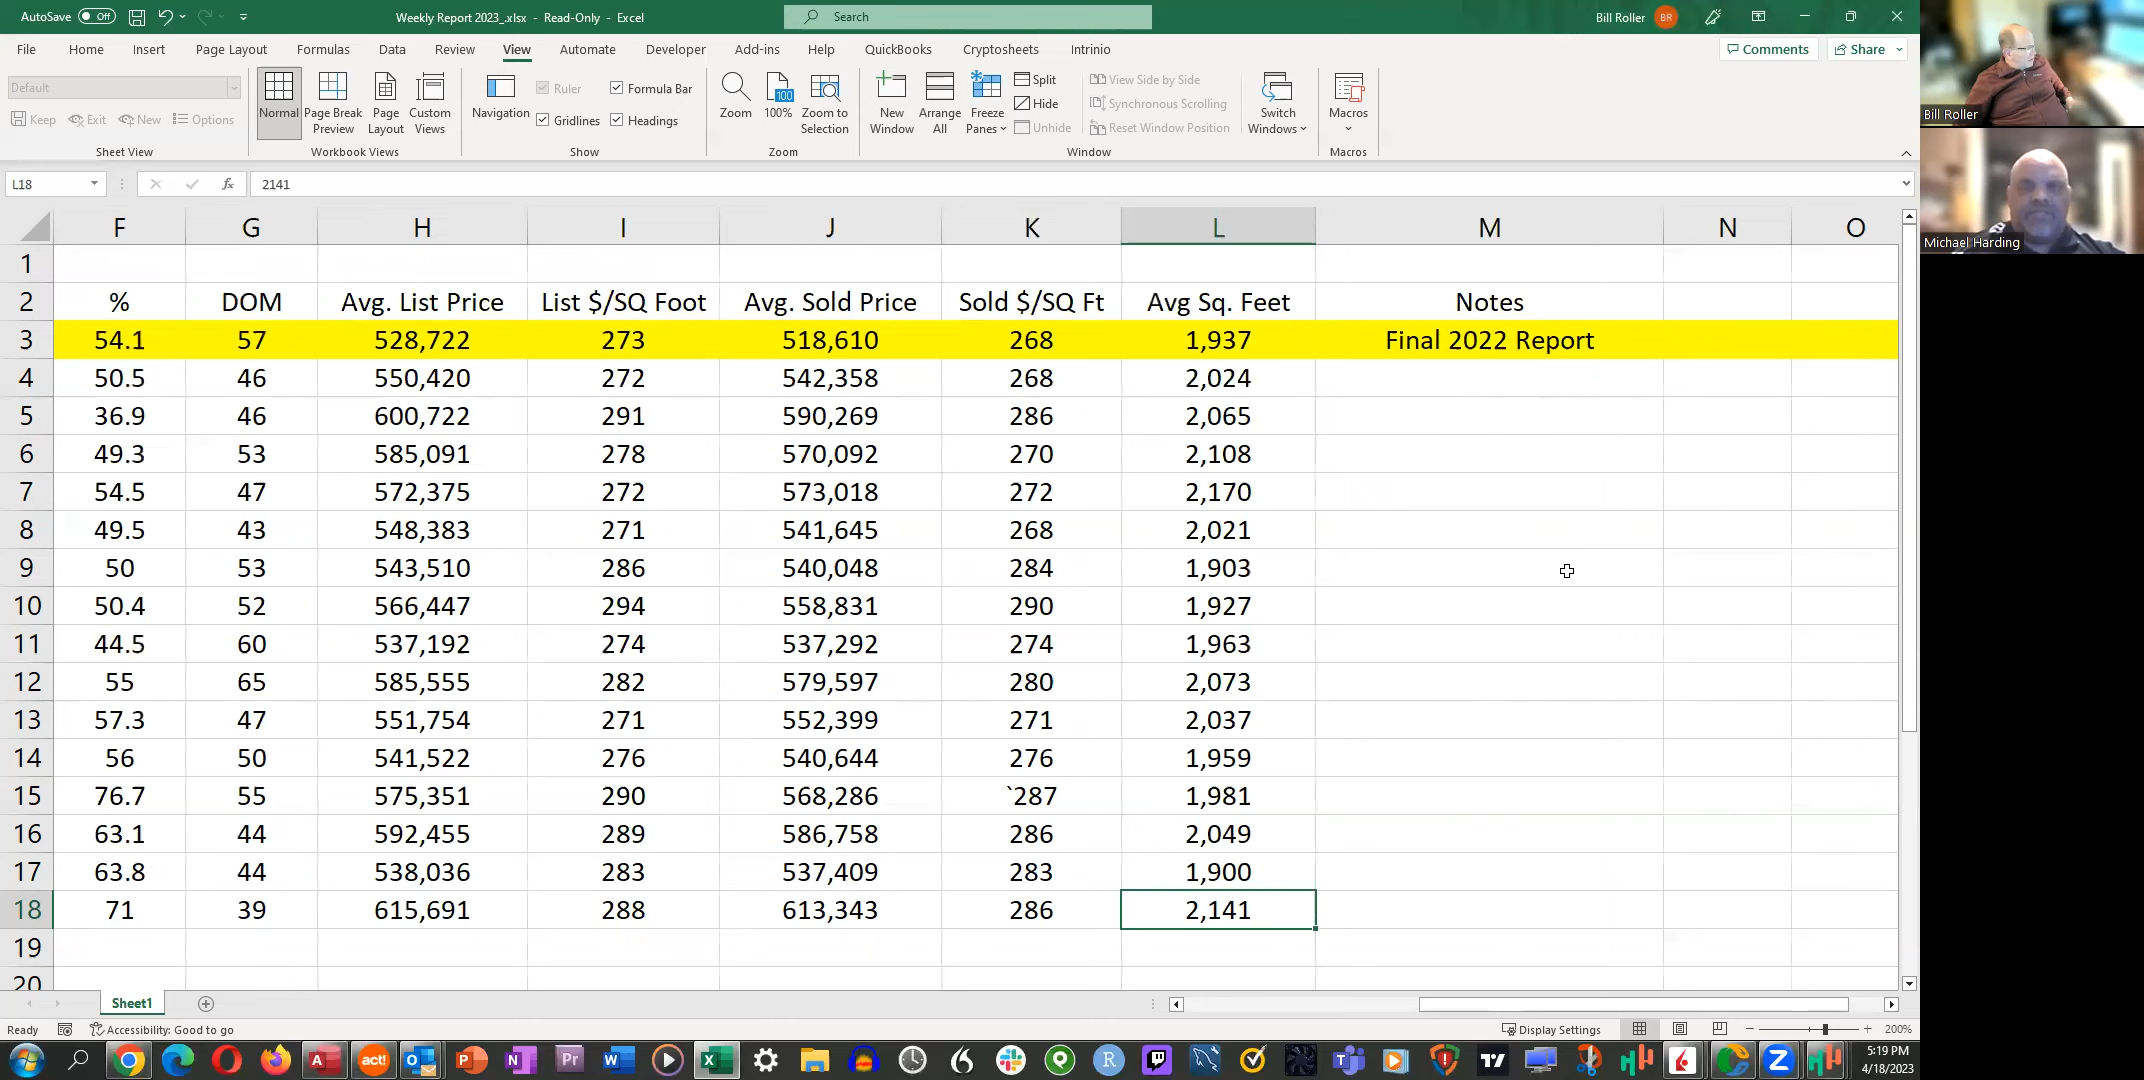 AutoSave Off Weekly Report 2023_.xlsx - Read-Only - Excel Search Bill Roller BR
File Home Insert Page Layout Formulas Data Review View Automate Developer Add-ins Help QuickBooks Cryptosheets Intrinio Comments Share
Default
Keep Exit New Options
Sheet View
Normal Page Break Preview Page Layout Custom Views
Workbook Views
Navigation Ruler Formula Bar
Gridlines Headings
Show
Zoom 100 100% Zoom to Selection
Zoom
New Window Arrange All Freeze Panes Split
Hide
Unhide
View Side by Side
Synchronous Scrolling
Reset Window Position
Switch Windows
Window
Macros
Macros
L18 fx 2141
F G H I J K L M N O
1
2 % DOM Avg. List Price List $/SQ Foot Avg. Sold Price Sold $/SQ Ft Avg Sq. Feet Notes
3 54.1 57 528,722 273 518,610 268 1,937 Final 2022 Report
4 50.5 46 550,420 272 542,358 268 2,024
5 36.9 46 600,722 291 590,269 286 2,065
6 49.3 53 585,091 278 570,092 270 2,108
7 54.5 47 572,375 272 573,018 272 2,170
8 49.5 43 548,383 271 541,645 268 2,021
9 50 53 543,510 286 540,048 284 1,903
10 50.4 52 566,447 294 558,831 290 1,927
11 44.5 60 537,192 274 537,292 274 1,963
12 55 65 585,555 282 579,597 280 2,073
13 57.3 47 551,754 271 552,399 271 2,037
14 56 50 541,522 276 540,644 276 1,959
15 76.7 55 575,351 290 568,286 `287 1,981
16 63.1 44 592,455 289 586,758 286 2,049
17 63.8 44 538,036 283 537,409 283 1,900
18 71 39 615,691 288 613,343 286 2,141
19
20
Sheet1
Ready Accessibility: Good to go Display Settings 200%
act! 5:19 PM
4/18/2023
Bill Roller
Michael Harding